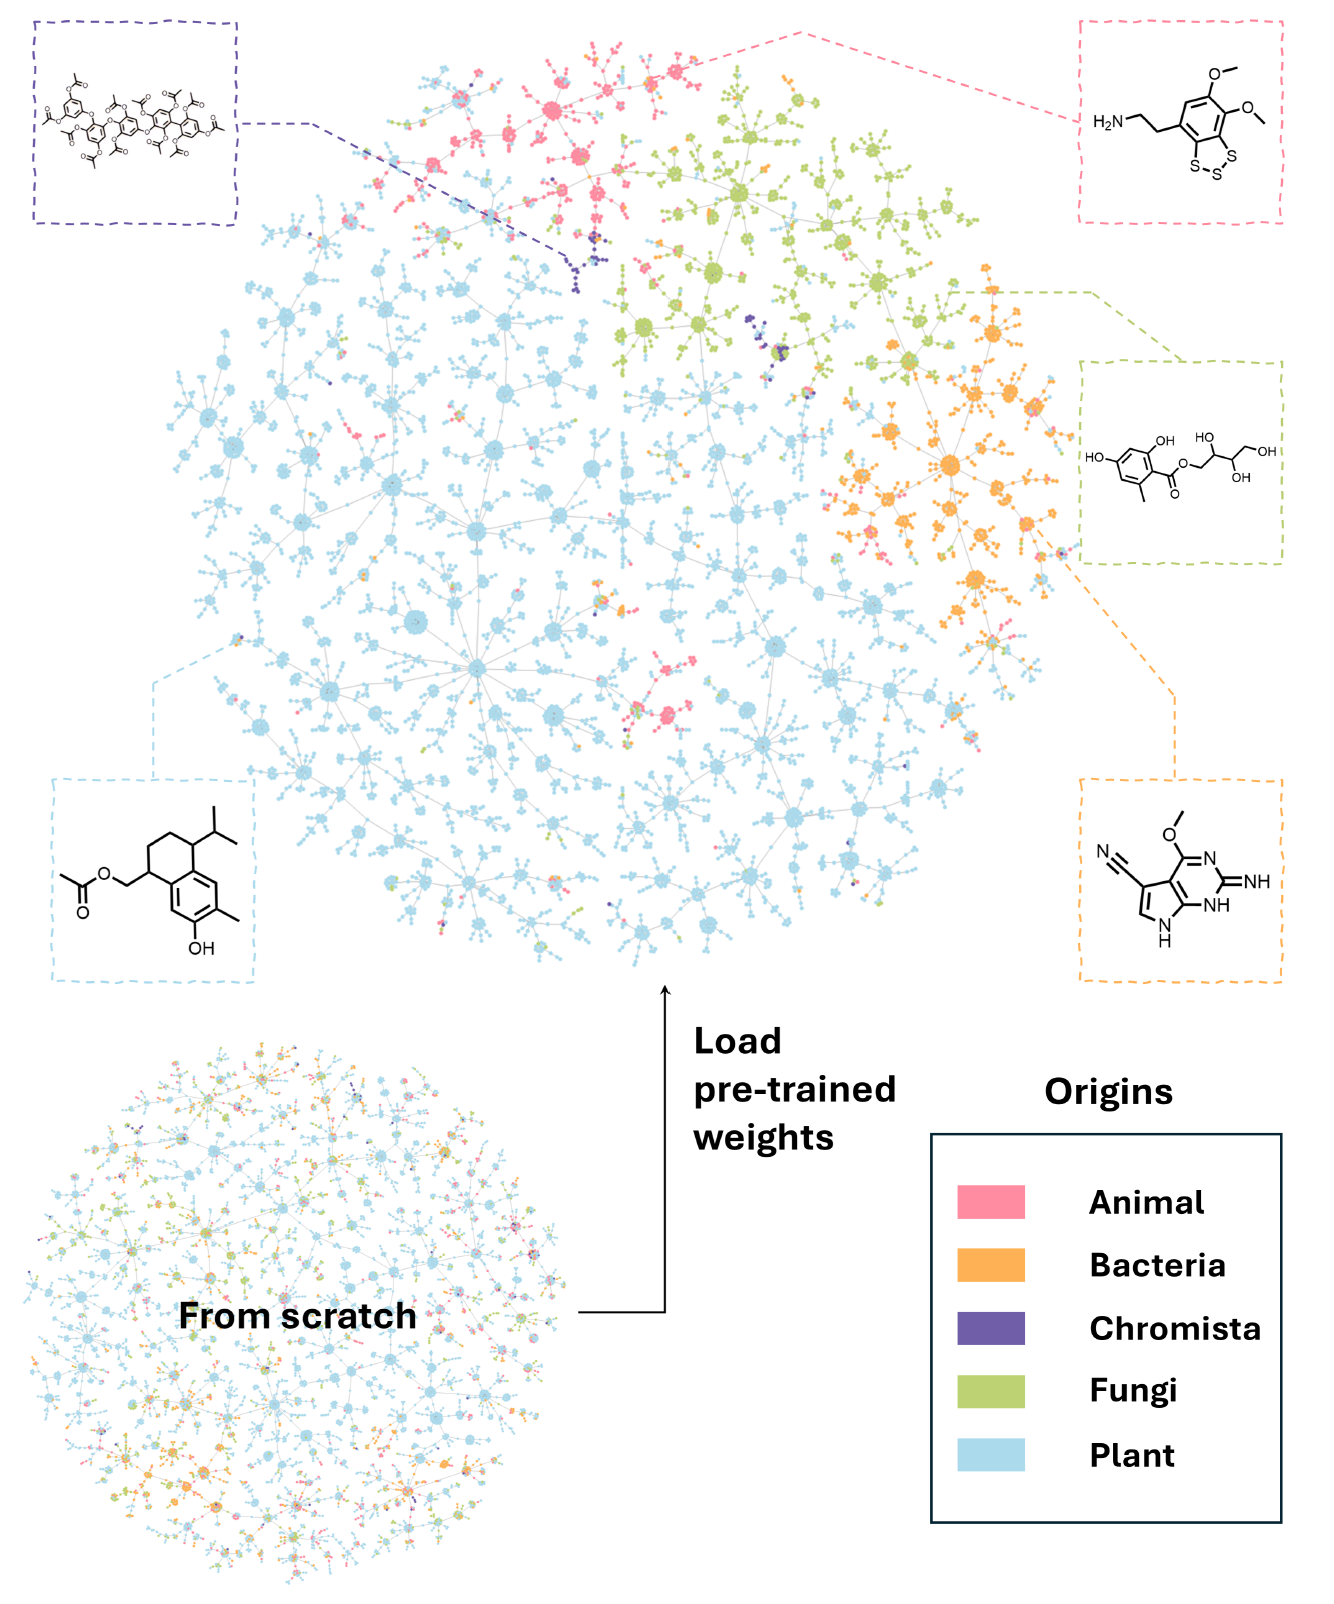 H₂N
O
O
S
S
S
HO
OH
O
O
HO
OH
OH
O
O
OH
N
O
N
NH
NH
N
H
Load
pre-trained
weights
Origins
From scratch
Animal
Bacteria
Chromista
Fungi
Plant